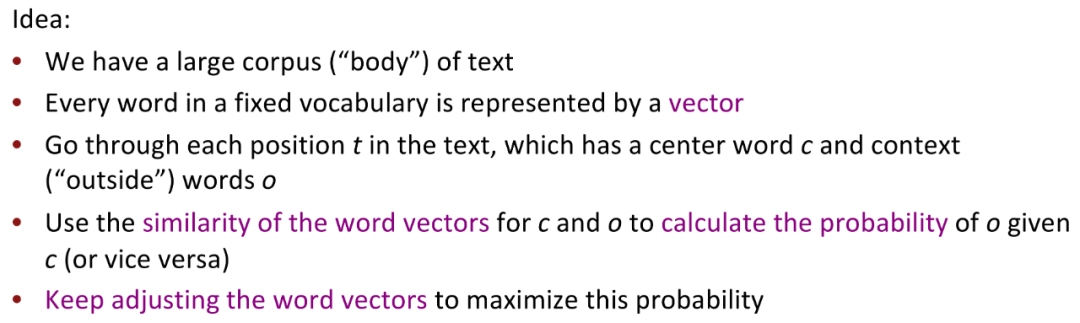 Idea:
• We have a large corpus (“body”) of text
• Every word in a fixed vocabulary is represented by a vector
• Go through each position t in the text, which has a center word c and context
(“outside”) words o
• Use the similarity of the word vectors for c and o to calculate the probability of o given
c (or vice versa)
• Keep adjusting the word vectors to maximize this probability